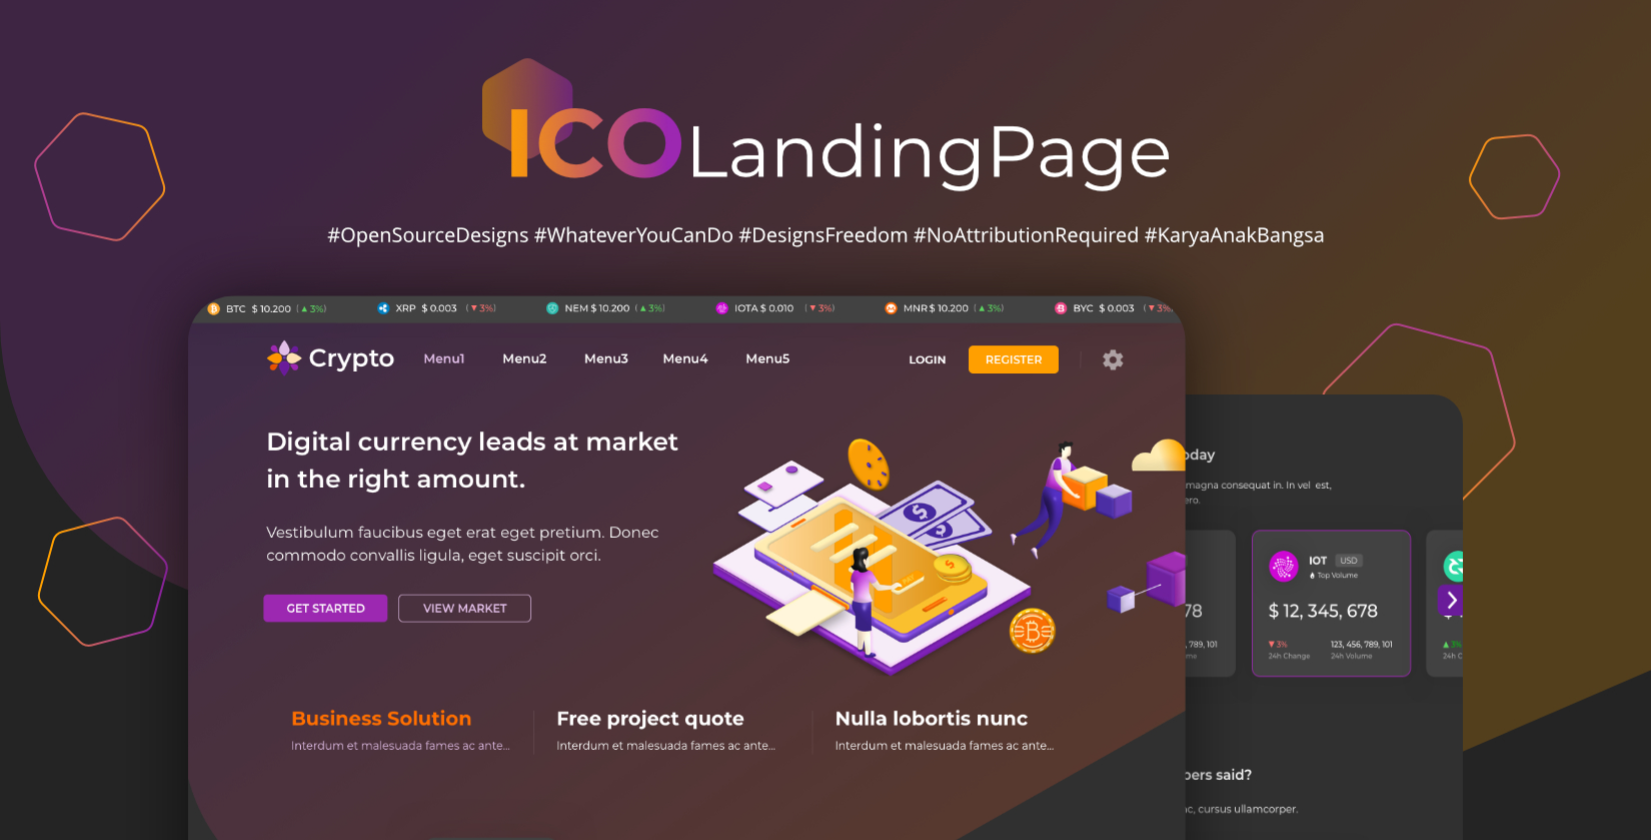 ICO LandingPage
#OpenSourceDesigns #WhateverYouCanDo #DesignsFreedom #NoAttributionRequired #KaryaAnakBangsa
BTC $ 10.200 (▲3%) XRP $ 0.003 (▼3%) NEM $ 10.200 (▲3%) IOTA $ 0.010 (▼3%) MNR $ 10.200 (▲3%) BYC $ 0.003 (▼3%
Crypto Menu1 Menu2 Menu3 Menu4 Menu5 LOGIN REGISTER
Digital currency leads at market
in the right amount.
Vestibulum faucibus eget erat eget pretium. Donec
commodo convallis ligula, eget suscipit orci.
GET STARTED VIEW MARKET
Business Solution
Interdum et malesuada fames ac ante...
Free project quote
Interdum et malesuada fames ac ante...
Nulla lobortis nunc
Interdum et malesuada fames ac ante...
oday
magna consequat in. In vel est,
ero.
78
, 789, 101
me
IOT USD
Top Volume
$ 12, 345, 678
▼3% 123, 456, 789, 101
24h Change 24h Volume
▲3%
24h C
bers said?
ac, cursus ullamcorper.